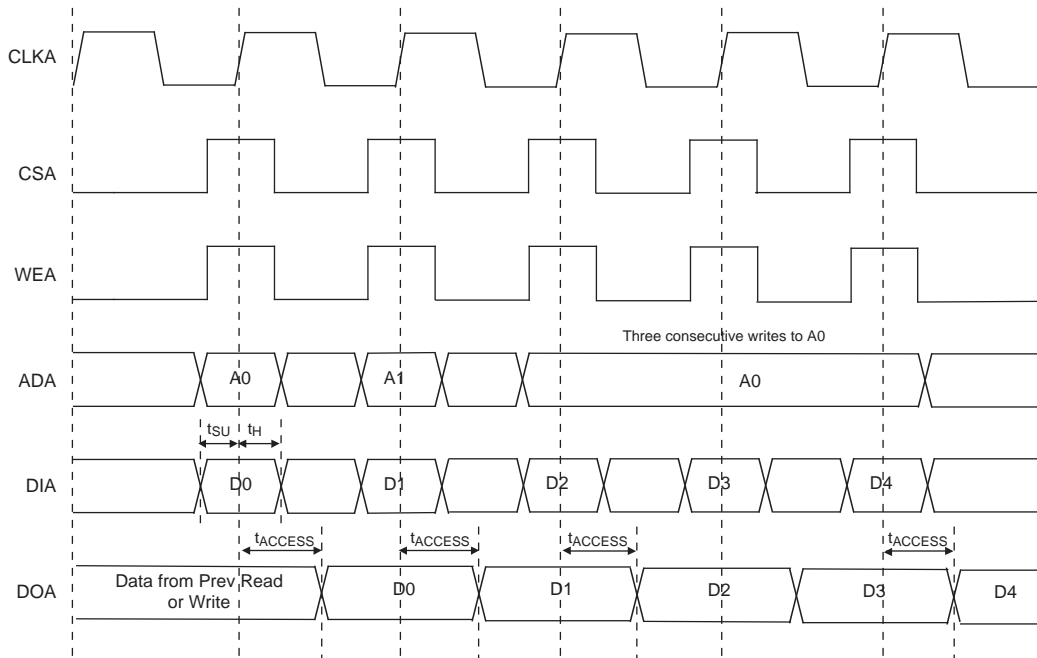 CLKA
CSA
WEA
Three consecutive writes to A0
ADA
A0
A1
A0
tSU
tH
DIA
D0
D1
D2
D3
D4
tACCESS
tACCESS
tACCESS
tACCESS
DOA
Data from Prev Read
or Write
D0
D1
D2
D3
D4